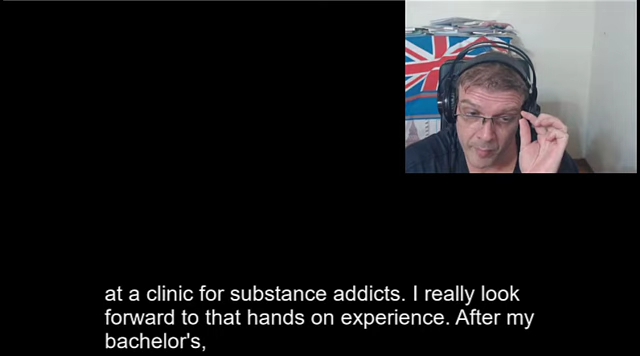 at a clinic for substance addicts. I really look
forward to that hands on experience. After my
bachelor's,